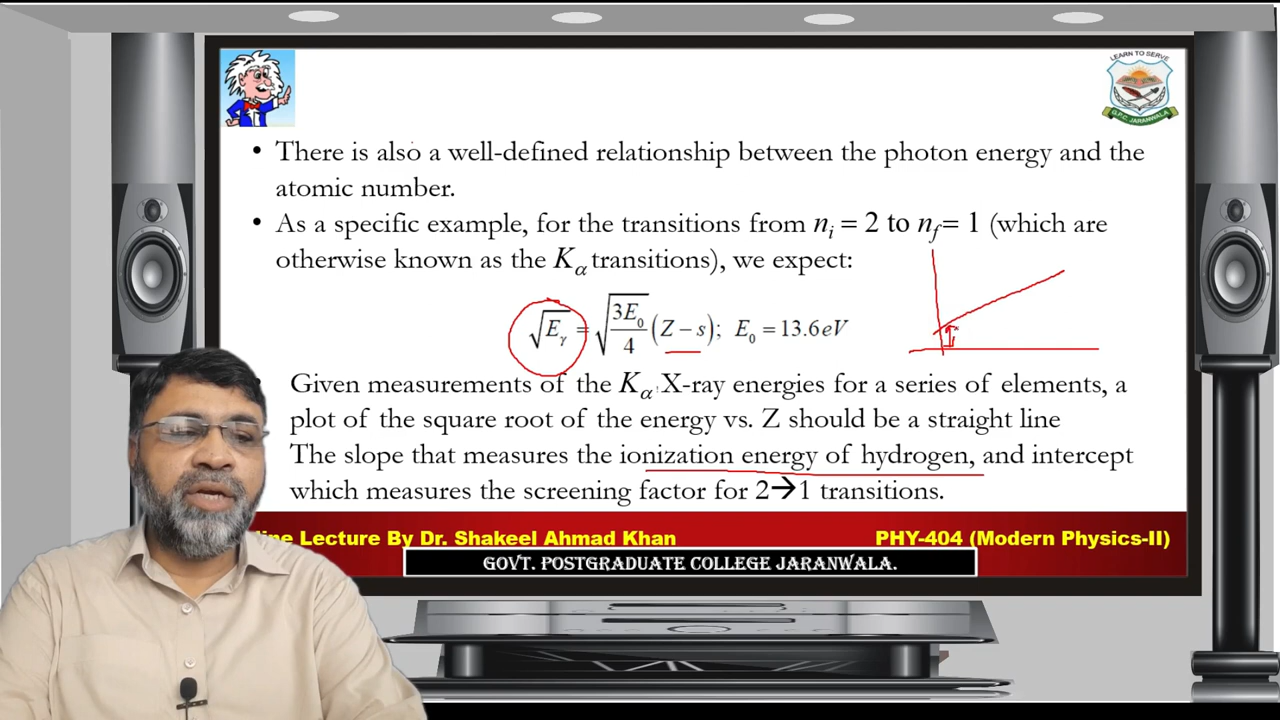 LEARN TO SERVE
G.P.C. JARANWALA
• There is also a well-defined relationship between the photon energy and the
atomic number.
• As a specific example, for the transitions from nᵢ = 2 to n_f = 1 (which are
otherwise known as the Kα transitions), we expect:
√Eᵧ = √(3E₀/4) (Z − s); E₀ = 13.6eV
Given measurements of the Kα X-ray energies for a series of elements, a
plot of the square root of the energy vs. Z should be a straight line
The slope that measures the ionization energy of hydrogen, and intercept
which measures the screening factor for 2→1 transitions.
ne Lecture By Dr. Shakeel Ahmad Khan
PHY-404 (Modern Physics-II)
GOVT. POSTGRADUATE COLLEGE JARANWALA.